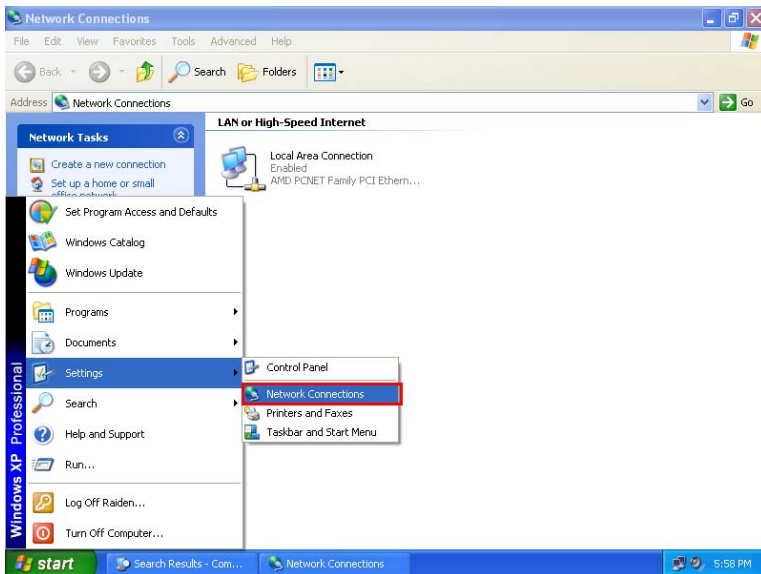 Network Connections
File Edit View Favorites Tools Advanced Help
Back Search Folders
Address Network Connections Go
LAN or High-Speed Internet
Network Tasks
Create a new connection
Set up a home or small
office network
Local Area Connection
Enabled
AMD PCNET Family PCI Ethern...
Set Program Access and Defaults
Windows Catalog
Windows Update
Programs
Documents
Settings
Search
Help and Support
Run...
Log Off Raiden...
Turn Off Computer...
Windows XP Professional
Control Panel
Network Connections
Printers and Faxes
Taskbar and Start Menu
start Search Results - Com... Network Connections 5:58 PM